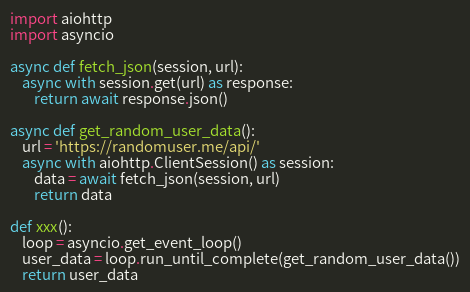 import aiohttp
import asyncio

async def fetch_json(session, url):
    async with session.get(url) as response:
        return await response.json()

async def get_random_user_data():
    url = 'https://randomuser.me/api/'
    async with aiohttp.ClientSession() as session:
        data = await fetch_json(session, url)
        return data

def xxx():
    loop = asyncio.get_event_loop()
    user_data = loop.run_until_complete(get_random_user_data())
    return user_data